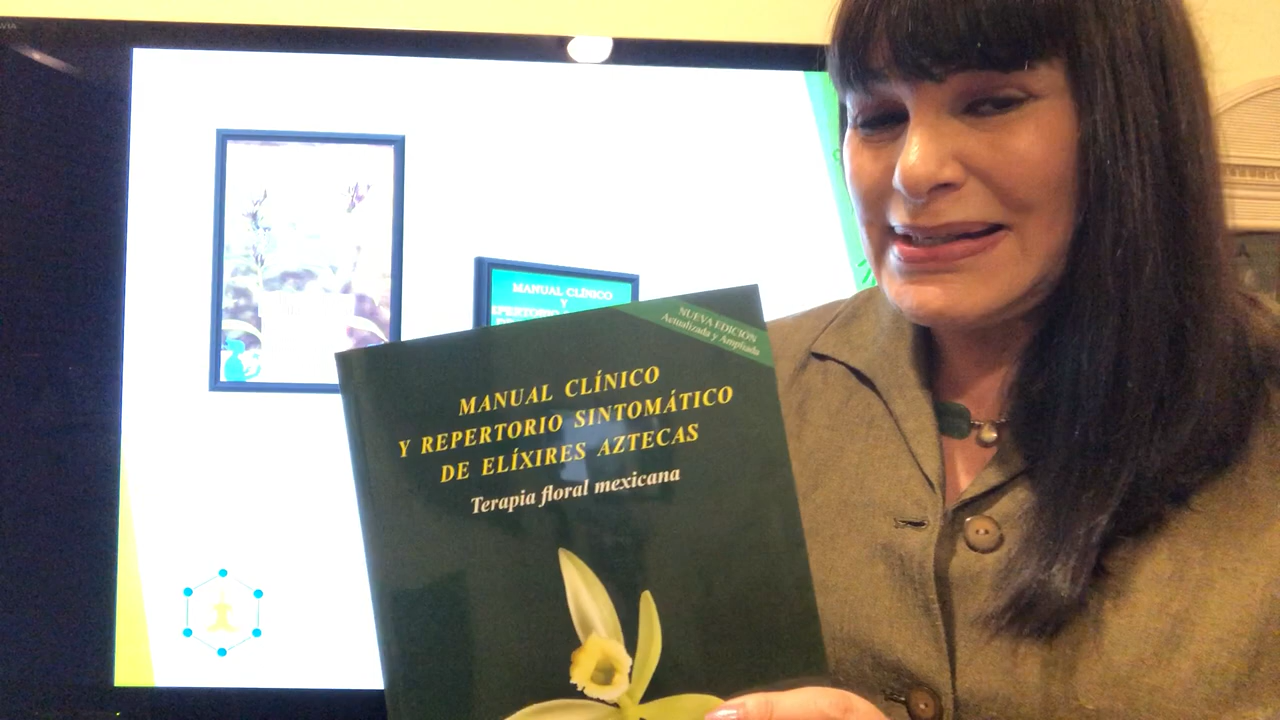 MANUAL CLÍNICO
Y
NUEVA EDICIÓN
Actualizada y Ampliada
MANUAL CLÍNICO
Y REPERTORIO SINTOMÁTICO
DE ELÍXIRES AZTECAS
Terapia floral mexicana